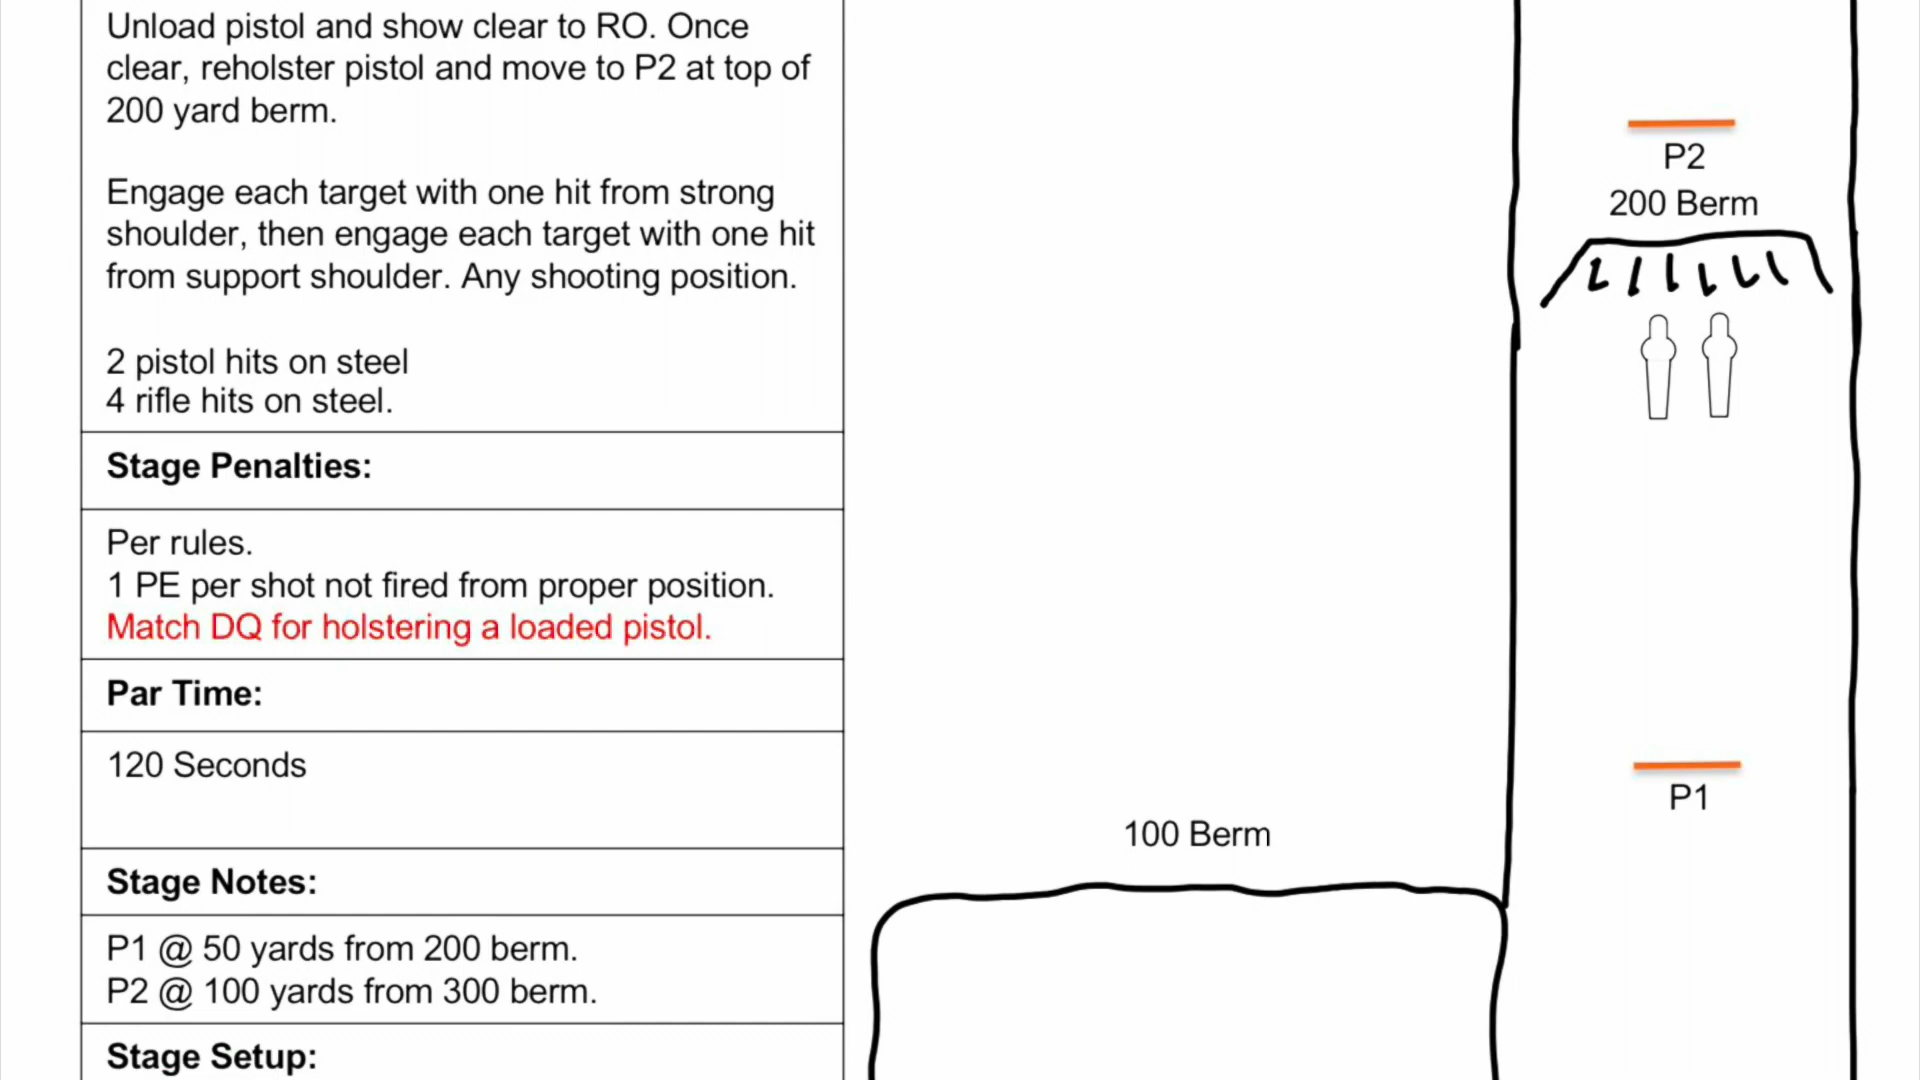 Unload pistol and show clear to RO. Once
clear, reholster pistol and move to P2 at top of
200 yard berm.
Engage each target with one hit from strong
shoulder, then engage each target with one hit
from support shoulder. Any shooting position.
2 pistol hits on steel
4 rifle hits on steel.
Stage Penalties:
Per rules.
1 PE per shot not fired from proper position.
Match DQ for holstering a loaded pistol.
Par Time:
120 Seconds
Stage Notes:
P1 @ 50 yards from 200 berm.
P2 @ 100 yards from 300 berm.
Stage Setup:
P2
200 Berm
P1
100 Berm